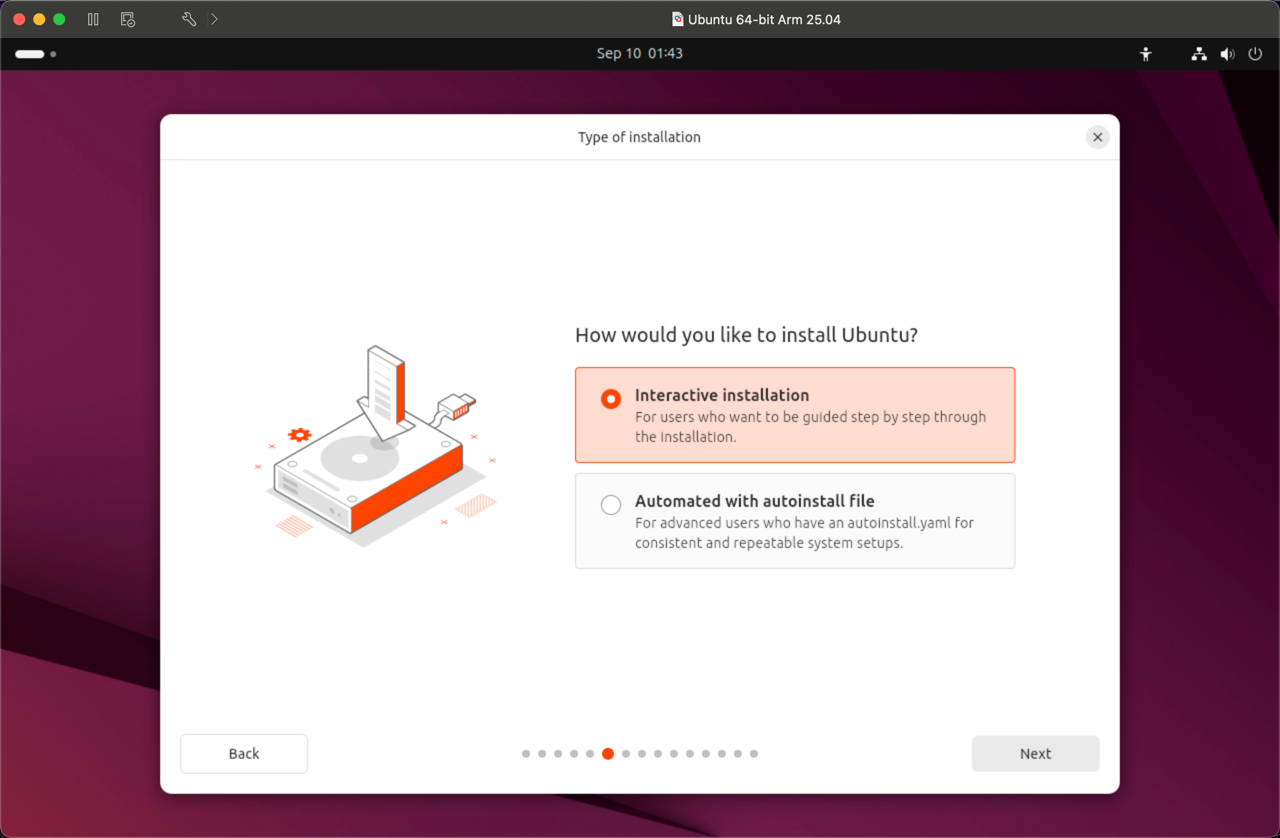 Ubuntu 64-bit Arm 25.04
Sep 10 01:43
Type of installation
How would you like to install Ubuntu?
Interactive installation
For users who want to be guided step by step through
the installation.
Automated with autoinstall file
For advanced users who have an autoinstall.yaml for
consistent and repeatable system setups.
Back
Next